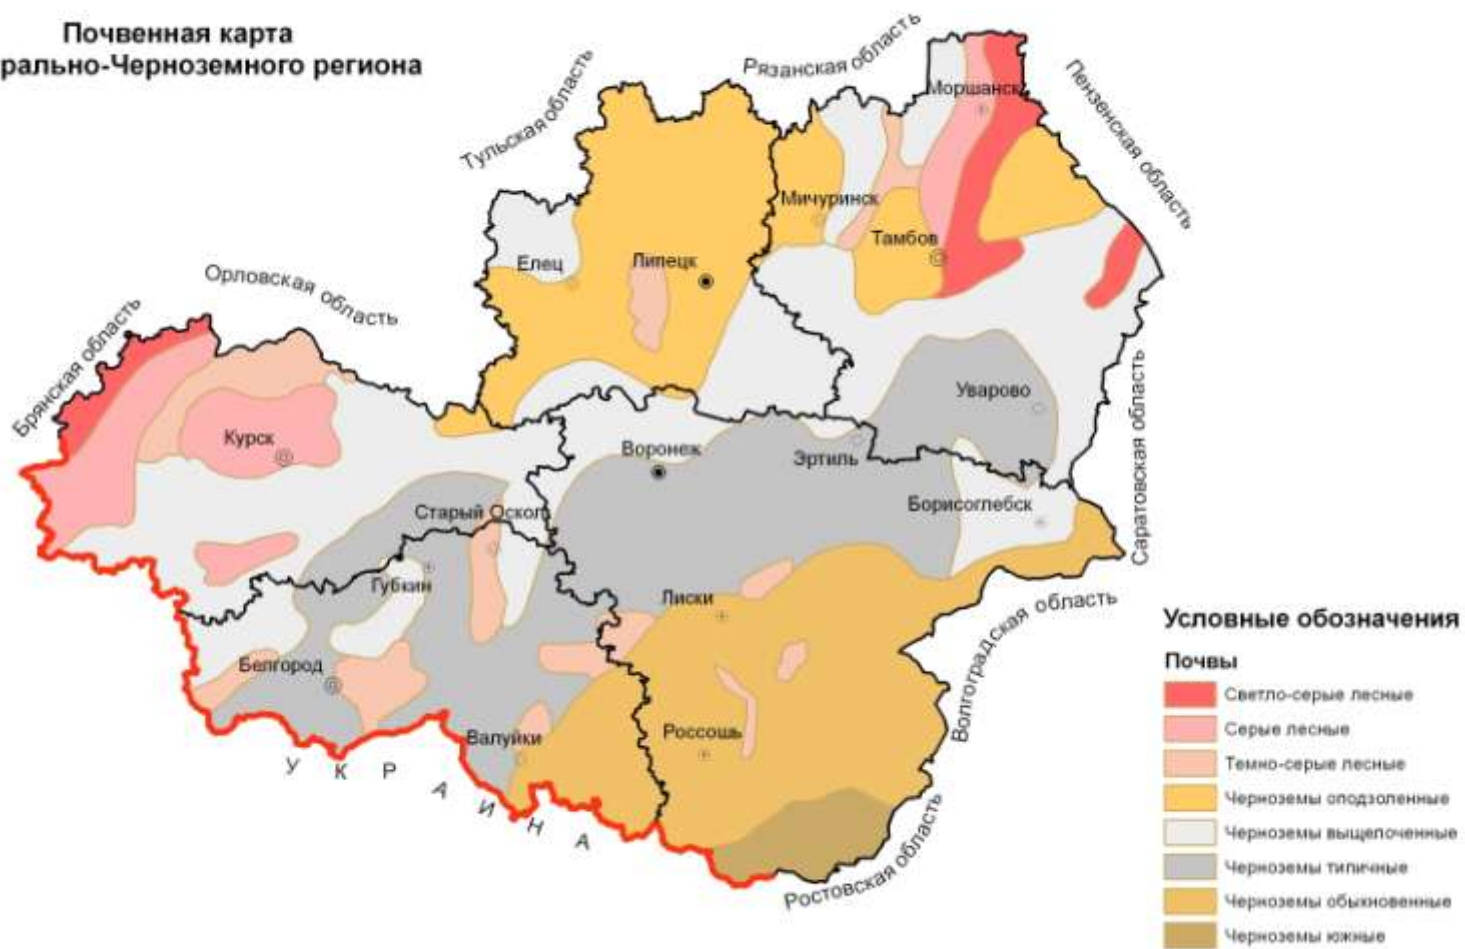 Почвенная карта
рально-Черноземного региона
Рязанская область
Тульская область
Пензенская область
Моршанск
Мичуринск
Тамбов
Елец
Липецк
Орловская область
Брянская область
Саратовская область
Уварово
Курск
Воронеж
Эртиль
Борисоглебск
Старый Оскол
Губкин
Лиски
Волгоградская область
Белгород
Валуйки
Россошь
УКРАИНА
Ростовская область
Условные обозначения
Почвы
Светло-серые лесные
Серые лесные
Темно-серые лесные
Черноземы оподзоленные
Черноземы выщелоченные
Черноземы типичные
Черноземы обыкновенные
Черноземы южные